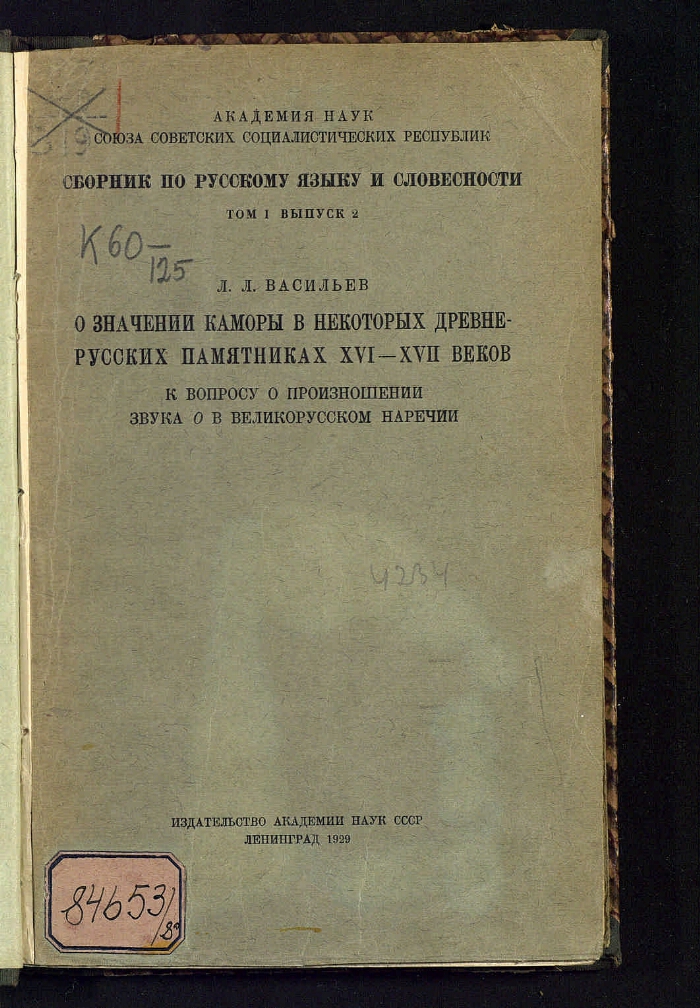 АКАДЕМИЯ НАУК
СОЮЗА СОВЕТСКИХ СОЦИАЛИСТИЧЕСКИХ РЕСПУБЛИК
СБОРНИК ПО РУССКОМУ ЯЗЫКУ И СЛОВЕСНОСТИ
ТОМ I ВЫПУСК 2
К 60—
125
Л. Л. ВАСИЛЬЕВ
О ЗНАЧЕНИИ КАМОРЫ В НЕКОТОРЫХ ДРЕВНЕ-
РУССКИХ ПАМЯТНИКАХ XVI—XVII ВЕКОВ
К ВОПРОСУ О ПРОИЗНОШЕНИИ
ЗВУКА О В ВЕЛИКОРУССКОМ НАРЕЧИИ
4234
ИЗДАТЕЛЬСТВО АКАДЕМИИ НАУК СССР
ЛЕНИНГРАД 1929
84653/